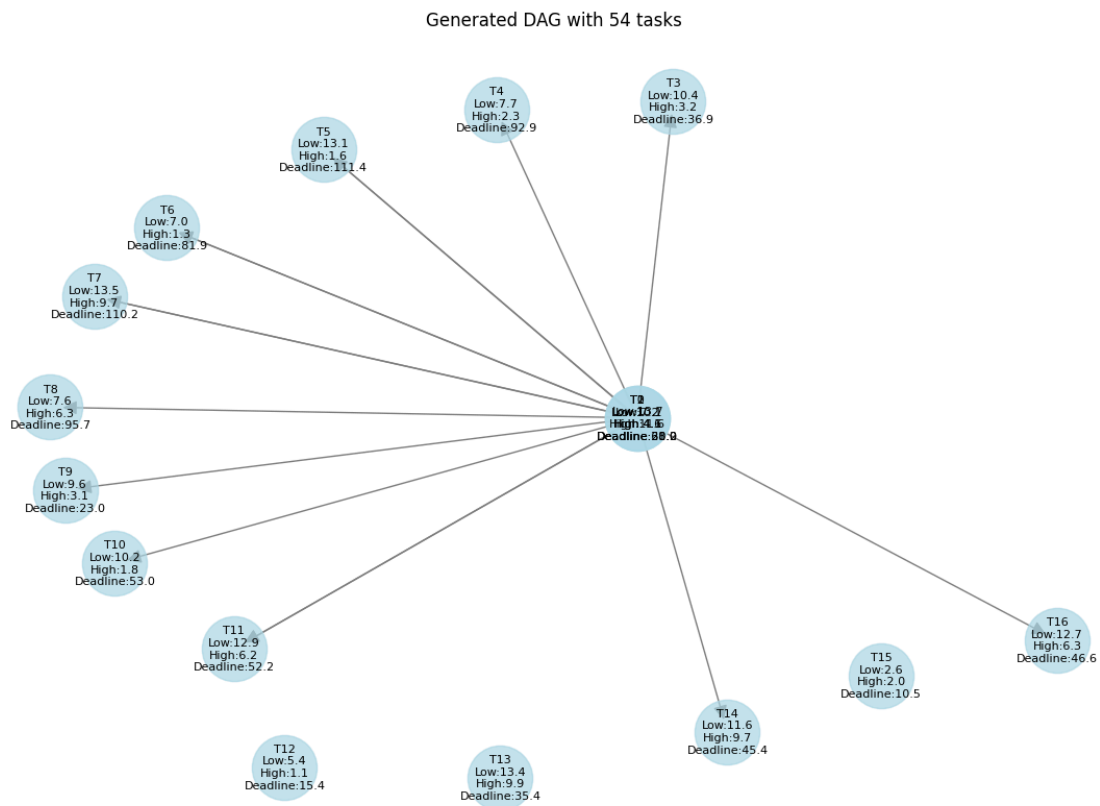 Generated DAG with 54 tasks
T3
Low:10.4
High:3.2
Deadline:36.9
T4
Low:7.7
High:2.3
Deadline:92.9
T5
Low:13.1
High:1.6
Deadline:111.4
T6
Low:7.0
High:1.3
Deadline:81.9
T7
Low:13.5
High:9.7
Deadline:110.2
T8
Low:7.6
High:6.3
Deadline:95.7
T9
Low:9.6
High:3.1
Deadline:23.0
T10
Low:10.2
High:1.8
Deadline:53.0
T11
Low:12.9
High:6.2
Deadline:52.2
T12
Low:5.4
High:1.1
Deadline:15.4
T13
Low:13.4
High:9.9
Deadline:35.4
T14
Low:11.6
High:9.7
Deadline:45.4
T15
Low:2.6
High:2.0
Deadline:10.5
T16
Low:12.7
High:6.3
Deadline:46.6